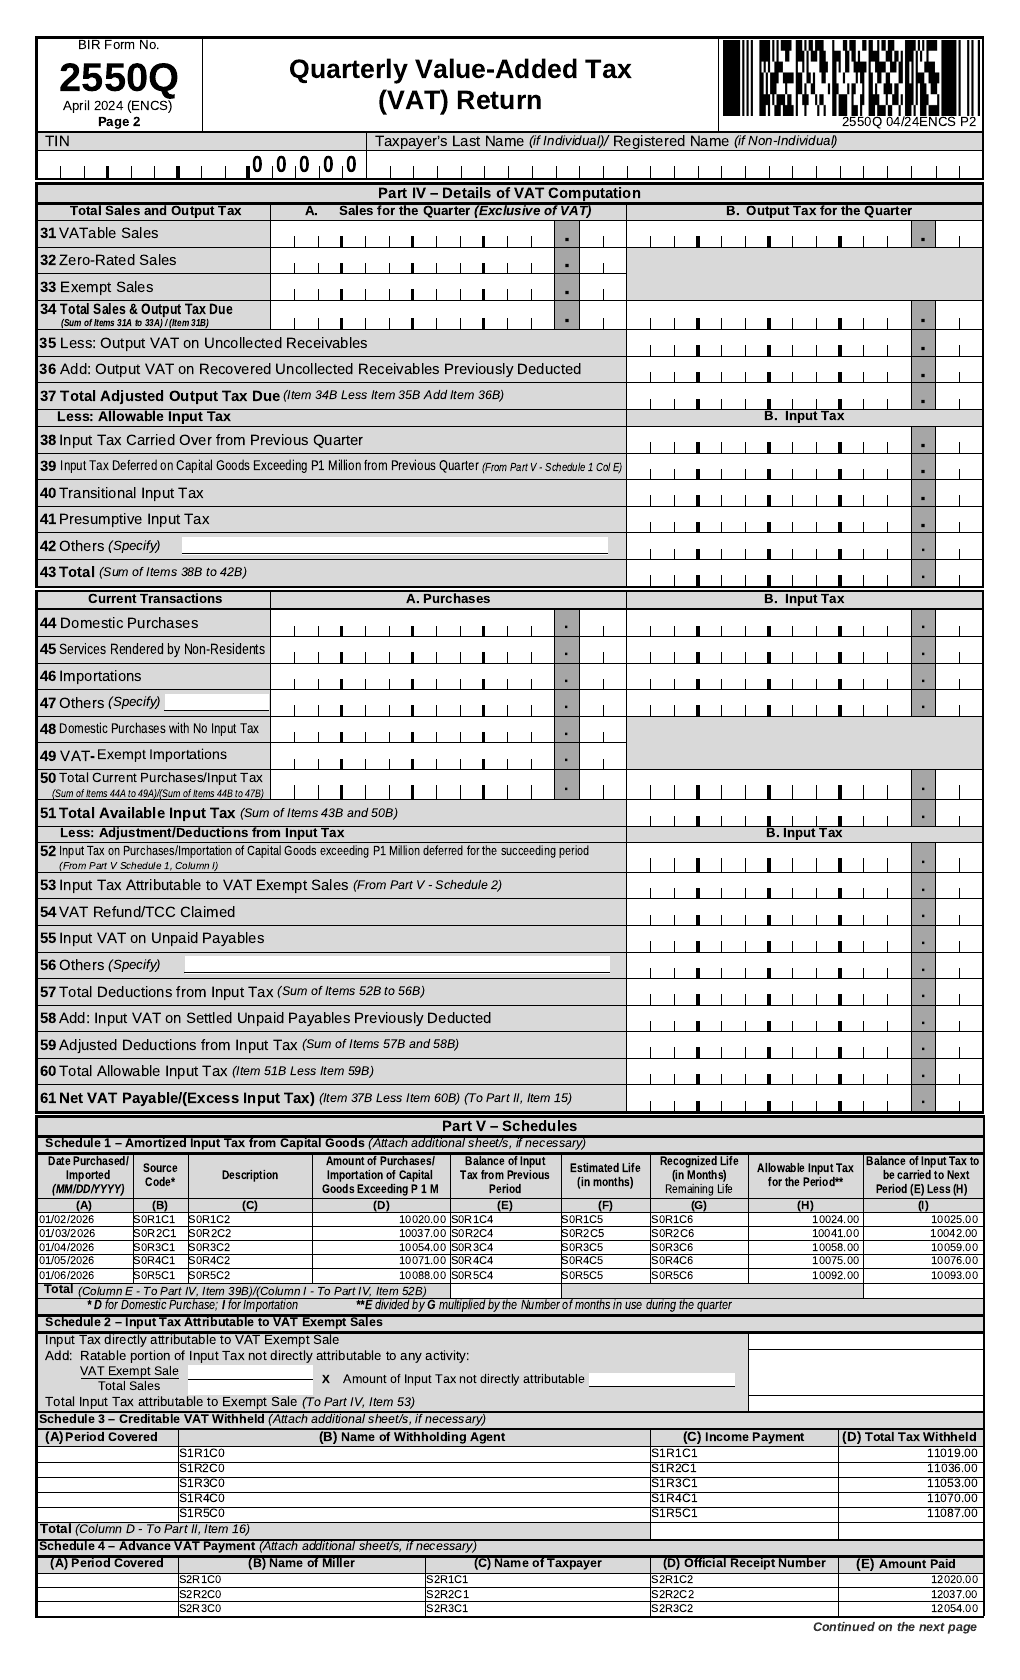 BIR Form No.
2550Q
April 2024 (ENCS)
Page 2
Quarterly Value-Added Tax
(VAT) Return
2550Q 04/24ENCS P2
TIN
Taxpayer's Last Name (if Individual)/ Registered Name (if Non-Individual)
0 0 0 0 0
Part IV – Details of VAT Computation
Total Sales and Output Tax A. Sales for the Quarter (Exclusive of VAT) B. Output Tax for the Quarter
31 VATable Sales . .
32 Zero-Rated Sales .
33 Exempt Sales .
34 Total Sales & Output Tax Due . .
(Sum of Items 31A to 33A) / (Item 31B)
35 Less: Output VAT on Uncollected Receivables .
36 Add: Output VAT on Recovered Uncollected Receivables Previously Deducted .
37 Total Adjusted Output Tax Due (Item 34B Less Item 35B Add Item 36B) .
Less: Allowable Input Tax B. Input Tax
38 Input Tax Carried Over from Previous Quarter .
39 Input Tax Deferred on Capital Goods Exceeding P1 Million from Previous Quarter (From Part V - Schedule 1 Col E) .
40 Transitional Input Tax .
41 Presumptive Input Tax .
42 Others (Specify) .
43 Total (Sum of Items 38B to 42B) .
Current Transactions A. Purchases B. Input Tax
44 Domestic Purchases . .
45 Services Rendered by Non-Residents . .
46 Importations . .
47 Others (Specify) . .
48 Domestic Purchases with No Input Tax .
49 VAT-Exempt Importations .
50 Total Current Purchases/Input Tax . .
(Sum of Items 44A to 49A)/(Sum of Items 44B to 47B)
51 Total Available Input Tax (Sum of Items 43B and 50B) .
Less: Adjustment/Deductions from Input Tax B. Input Tax
52 Input Tax on Purchases/Importation of Capital Goods exceeding P1 Million deferred for the succeeding period .
(From Part V Schedule 1, Column I)
53 Input Tax Attributable to VAT Exempt Sales (From Part V - Schedule 2) .
54 VAT Refund/TCC Claimed .
55 Input VAT on Unpaid Payables .
56 Others (Specify) .
57 Total Deductions from Input Tax (Sum of Items 52B to 56B) .
58 Add: Input VAT on Settled Unpaid Payables Previously Deducted .
59 Adjusted Deductions from Input Tax (Sum of Items 57B and 58B) .
60 Total Allowable Input Tax (Item 51B Less Item 59B) .
61 Net VAT Payable/(Excess Input Tax) (Item 37B Less Item 60B) (To Part II, Item 15) .
Part V – Schedules
Schedule 1 – Amortized Input Tax from Capital Goods (Attach additional sheet/s, if necessary)
Date Purchased/ Amount of Purchases/ Balance of Input Recognized Life Balance of Input Tax to
Imported Source Description Importation of Capital Tax from Previous Estimated Life (in Months) Allowable Input Tax be carried to Next
(MM/DD/YYYY) Code* Goods Exceeding P 1 M Period (in months) Remaining Life for the Period** Period (E) Less (H)
(A) (B) (C) (D) (E) (F) (G) (H) (I)
01/02/2026 S0R1C1 S0R1C2 10020.00 S0R1C4 S0R1C5 S0R1C6 10024.00 10025.00
01/03/2026 S0R2C1 S0R2C2 10037.00 S0R2C4 S0R2C5 S0R2C6 10041.00 10042.00
01/04/2026 S0R3C1 S0R3C2 10054.00 S0R3C4 S0R3C5 S0R3C6 10058.00 10059.00
01/05/2026 S0R4C1 S0R4C2 10071.00 S0R4C4 S0R4C5 S0R4C6 10075.00 10076.00
01/06/2026 S0R5C1 S0R5C2 10088.00 S0R5C4 S0R5C5 S0R5C6 10092.00 10093.00
Total (Column E - To Part IV, Item 39B)/(Column I - To Part IV, Item 52B)
* D for Domestic Purchase; I for Importation **E divided by G multiplied by the Number of months in use during the quarter
Schedule 2 – Input Tax Attributable to VAT Exempt Sales
Input Tax directly attributable to VAT Exempt Sale
Add: Ratable portion of Input Tax not directly attributable to any activity:
VAT Exempt Sale
Total Sales X Amount of Input Tax not directly attributable
Total Input Tax attributable to Exempt Sale (To Part IV, Item 53)
Schedule 3 – Creditable VAT Withheld (Attach additional sheet/s, if necessary)
(A) Period Covered (B) Name of Withholding Agent (C) Income Payment (D) Total Tax Withheld
S1R1C0 S1R1C1 11019.00
S1R2C0 S1R2C1 11036.00
S1R3C0 S1R3C1 11053.00
S1R4C0 S1R4C1 11070.00
S1R5C0 S1R5C1 11087.00
Total (Column D - To Part II, Item 16)
Schedule 4 – Advance VAT Payment (Attach additional sheet/s, if necessary)
(A) Period Covered (B) Name of Miller (C) Name of Taxpayer (D) Official Receipt Number (E) Amount Paid
S2R1C0 S2R1C1 S2R1C2 12020.00
S2R2C0 S2R2C1 S2R2C2 12037.00
S2R3C0 S2R3C1 S2R3C2 12054.00
Continued on the next page